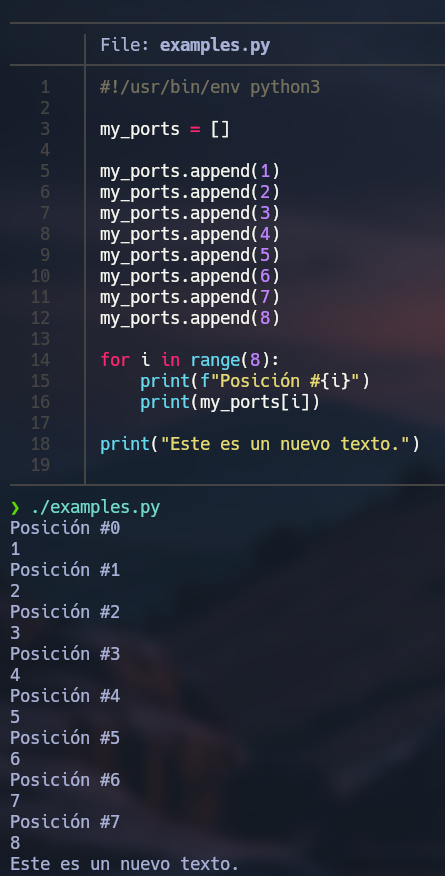 File: examples.py
1 #!/usr/bin/env python3
2
3 my_ports = []
4
5 my_ports.append(1)
6 my_ports.append(2)
7 my_ports.append(3)
8 my_ports.append(4)
9 my_ports.append(5)
10 my_ports.append(6)
11 my_ports.append(7)
12 my_ports.append(8)
13
14 for i in range(8):
15     print(f"Posición #{i}")
16     print(my_ports[i])
17
18 print("Este es un nuevo texto.")
19
❯ ./examples.py
Posición #0
1
Posición #1
2
Posición #2
3
Posición #3
4
Posición #4
5
Posición #5
6
Posición #6
7
Posición #7
8
Este es un nuevo texto.